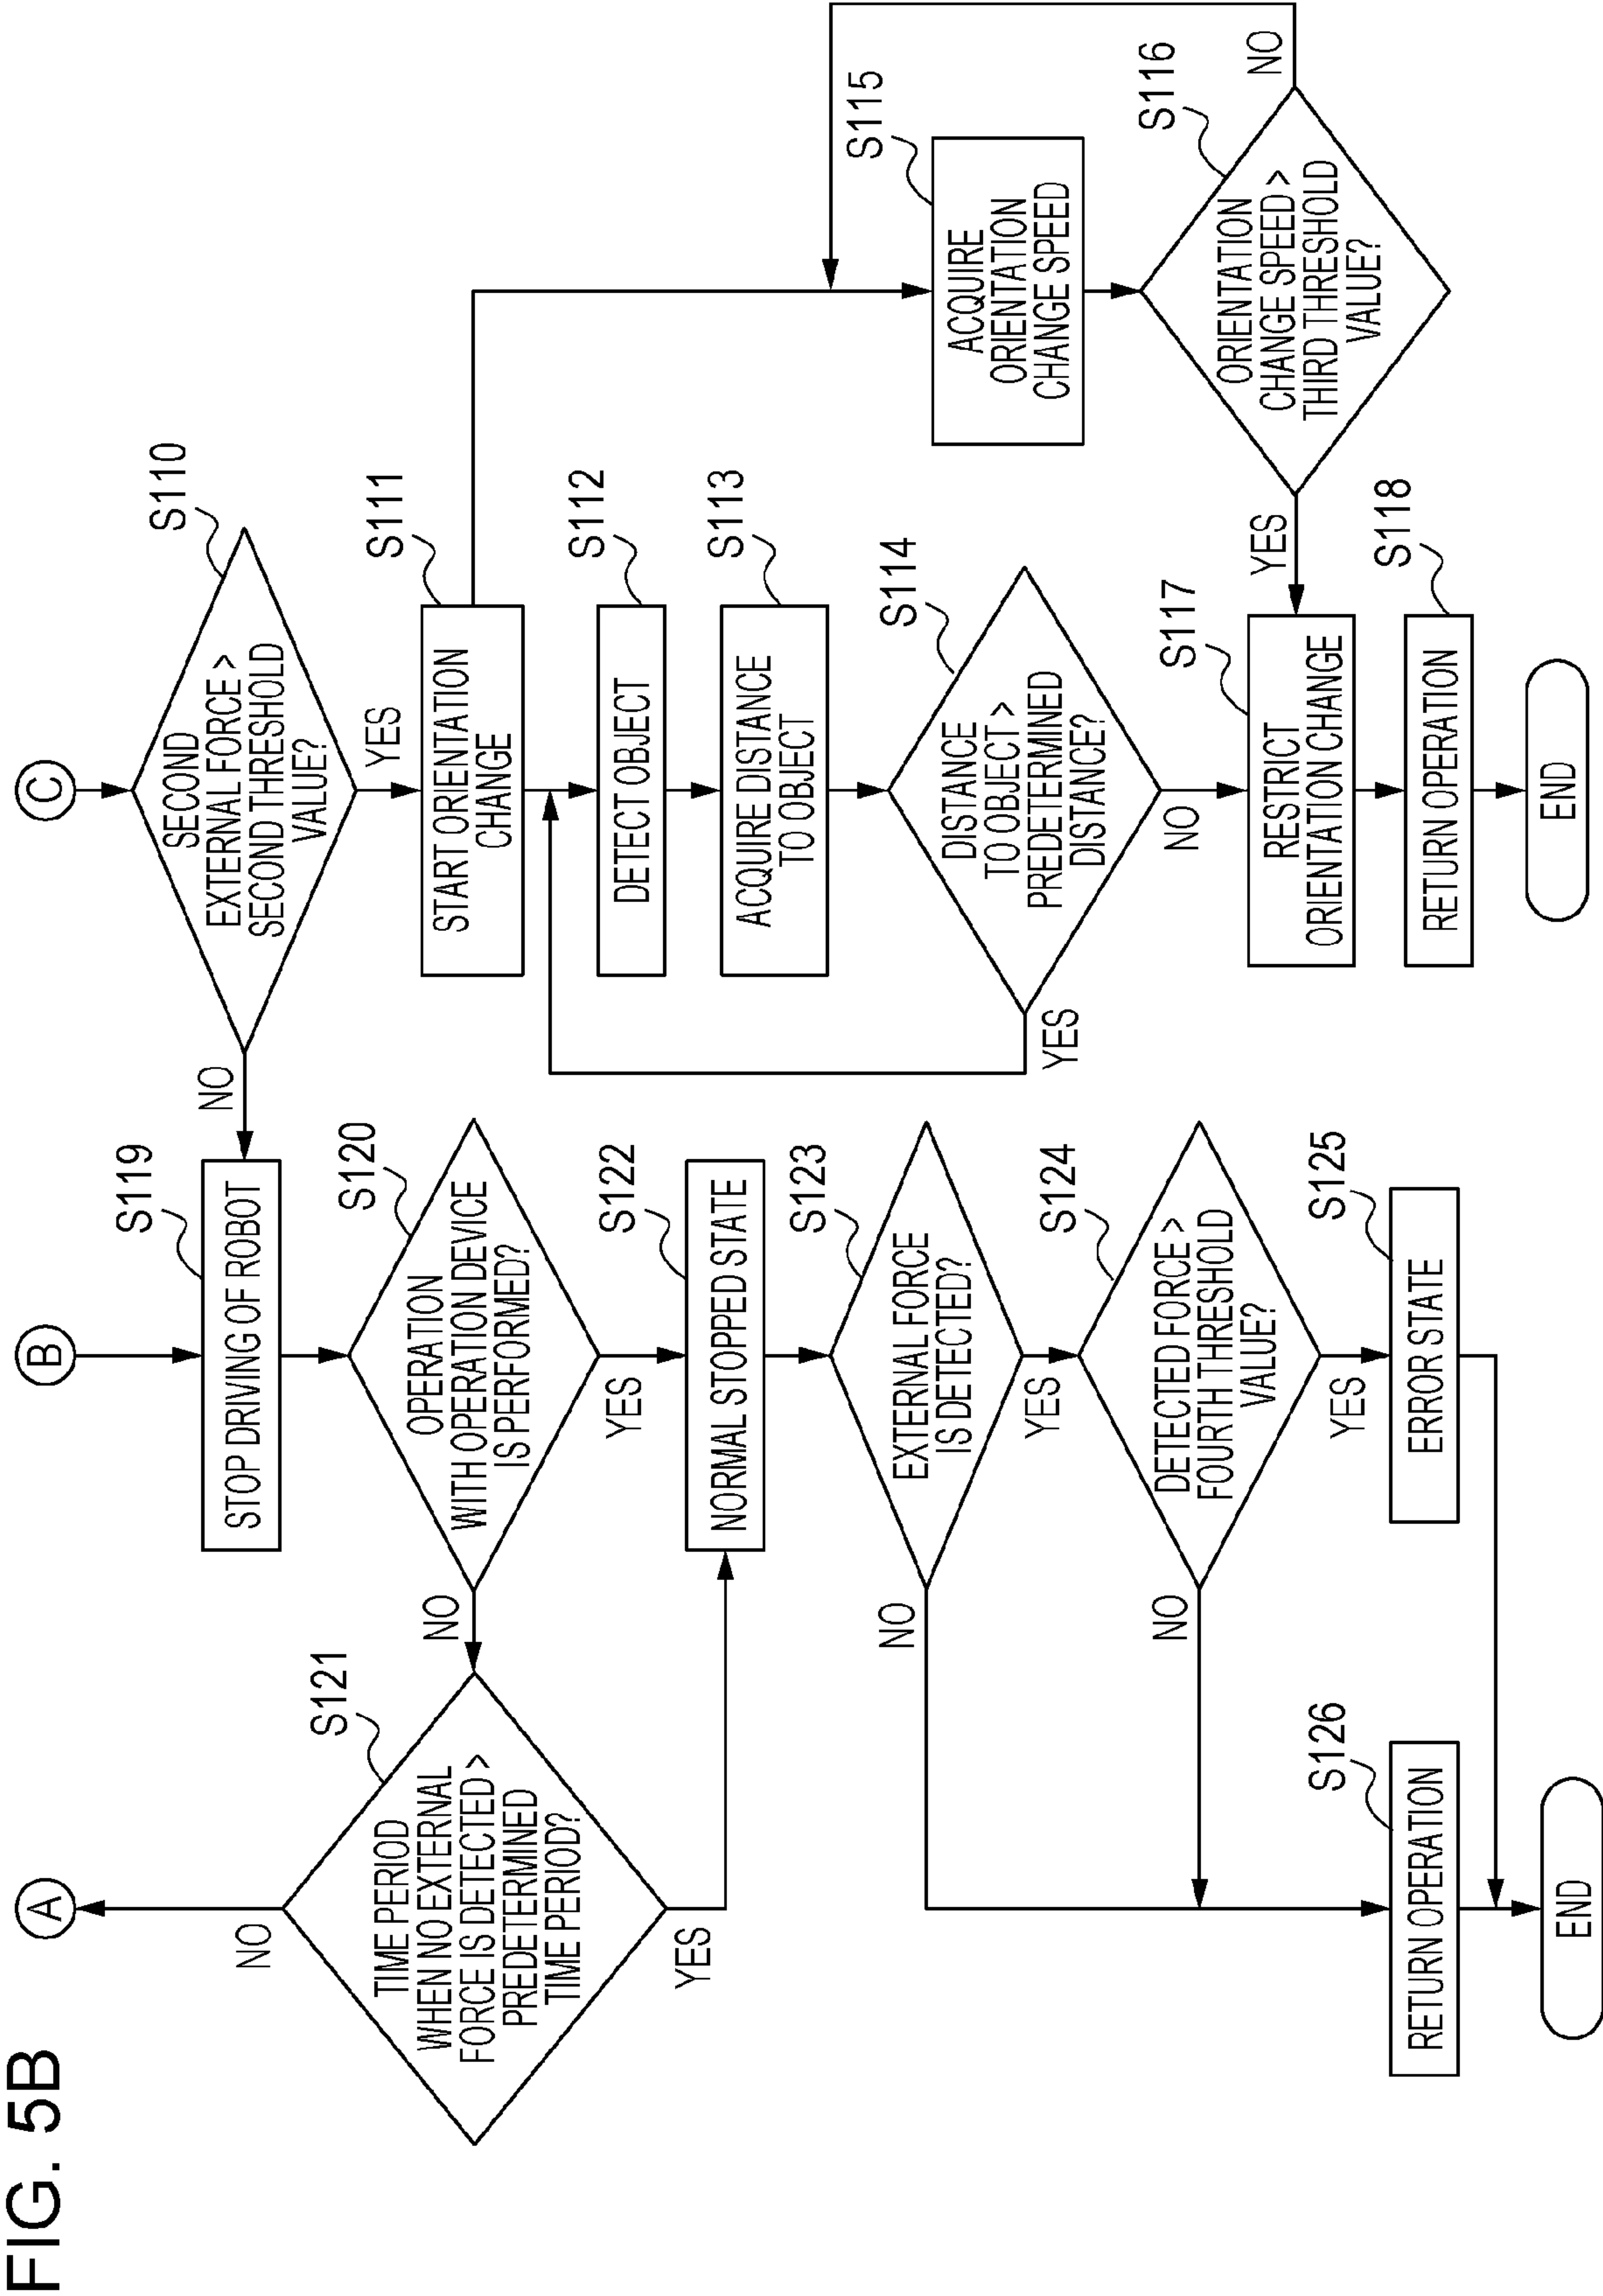 FIG. 5B
A
TIME PERIOD
WHEN NO EXTERNAL
FORCE IS DETECTED >
PREDETERMINED
TIME PERIOD?
S121
NO
YES
B
STOP DRIVING OF ROBOT
S119
OPERATION
WITH OPERATION DEVICE
IS PERFORMED?
S120
NO
YES
NORMAL STOPPED STATE
S122
EXTERNAL FORCE
IS DETECTED?
S123
NO
YES
DETECTED FORCE >
FOURTH THRESHOLD
VALUE?
S124
NO
YES
ERROR STATE
S125
RETURN OPERATION
S126
END
C
SECOND
EXTERNAL FORCE >
SECOND THRESHOLD
VALUE?
S110
NO
YES
START ORIENTATION
CHANGE
S111
DETECT OBJECT
S112
ACQUIRE DISTANCE
TO OBJECT
S113
DISTANCE
TO OBJECT >
PREDETERMINED
DISTANCE?
S114
YES
NO
ACQUIRE
ORIENTATION
CHANGE SPEED
S115
ORIENTATION
CHANGE SPEED >
THIRD THRESHOLD
VALUE?
S116
NO
YES
RESTRICT
ORIENTATION CHANGE
S117
RETURN OPERATION
S118
END